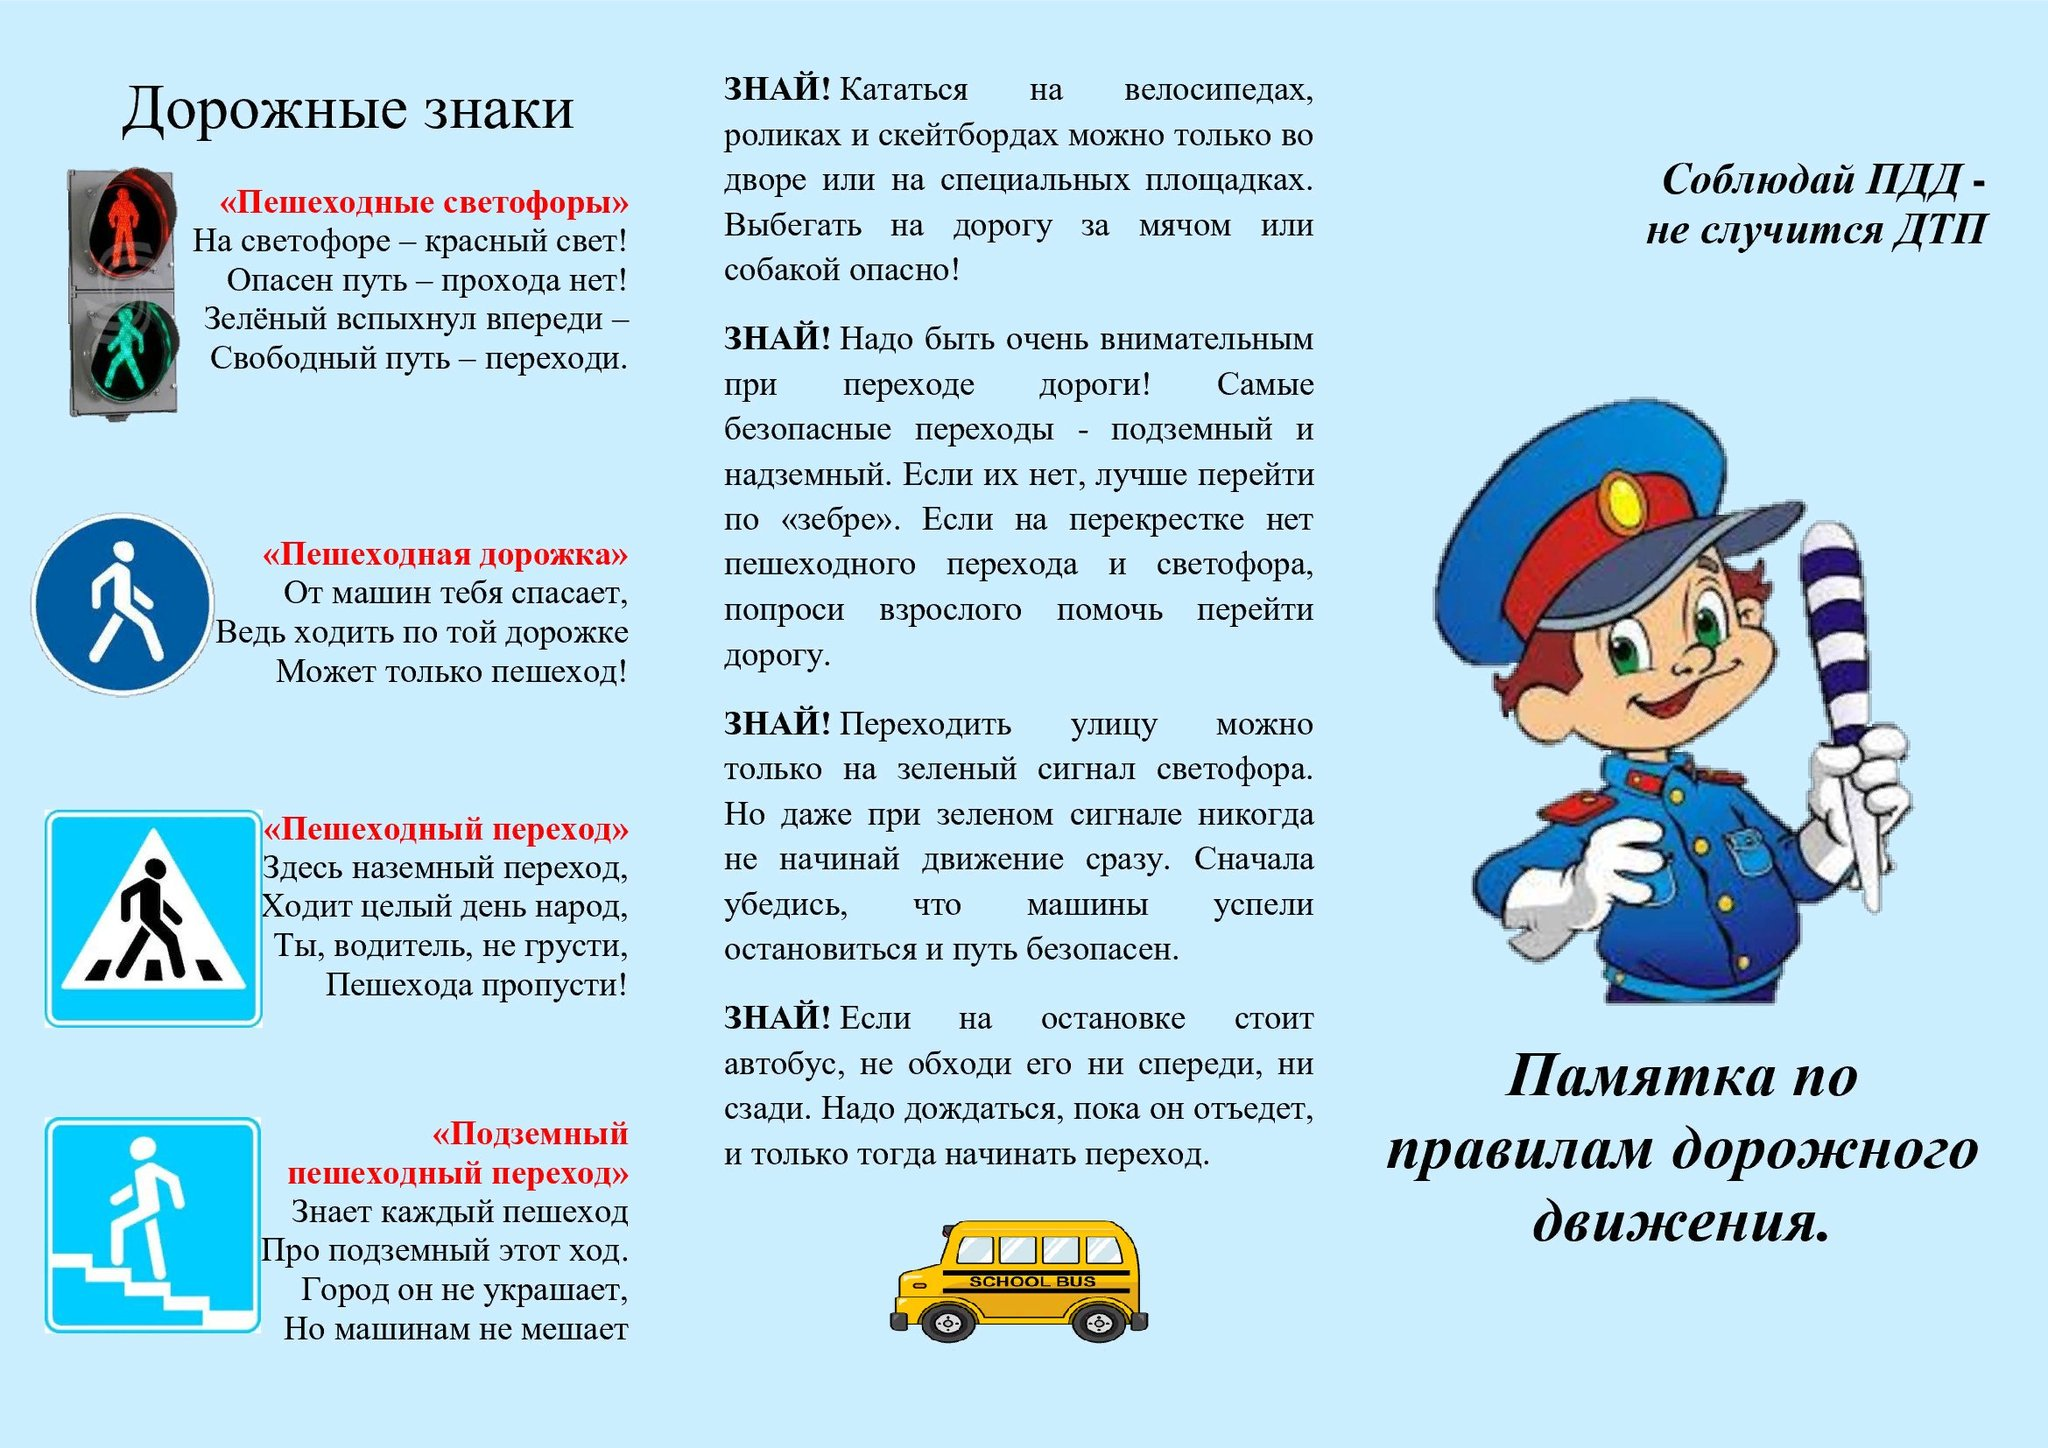 Дорожные знаки
«Пешеходные светофоры»
На светофоре – красный свет!
Опасен путь – прохода нет!
Зелёный вспыхнул впереди –
Свободный путь – переходи.
«Пешеходная дорожка»
От машин тебя спасает,
Ведь ходить по той дорожке
Может только пешеход!
«Пешеходный переход»
Здесь наземный переход,
Ходит целый день народ,
Ты, водитель, не грусти,
Пешехода пропусти!
«Подземный
пешеходный переход»
Знает каждый пешеход
Про подземный этот ход.
Город он не украшает,
Но машинам не мешает
ЗНАЙ! Кататься на велосипедах,
роликах и скейтбордах можно только во
дворе или на специальных площадках.
Выбегать на дорогу за мячом или
собакой опасно!
ЗНАЙ! Надо быть очень внимательным
при переходе дороги! Самые
безопасные переходы - подземный и
надземный. Если их нет, лучше перейти
по «зебре». Если на перекрестке нет
пешеходного перехода и светофора,
попроси взрослого помочь перейти
дорогу.
ЗНАЙ! Переходить улицу можно
только на зеленый сигнал светофора.
Но даже при зеленом сигнале никогда
не начинай движение сразу. Сначала
убедись, что машины успели
остановиться и путь безопасен.
ЗНАЙ! Если на остановке стоит
автобус, не обходи его ни спереди, ни
сзади. Надо дождаться, пока он отъедет,
и только тогда начинать переход.
SCHOOL BUS
Соблюдай ПДД -
не случится ДТП
Памятка по
правилам дорожного
движения.